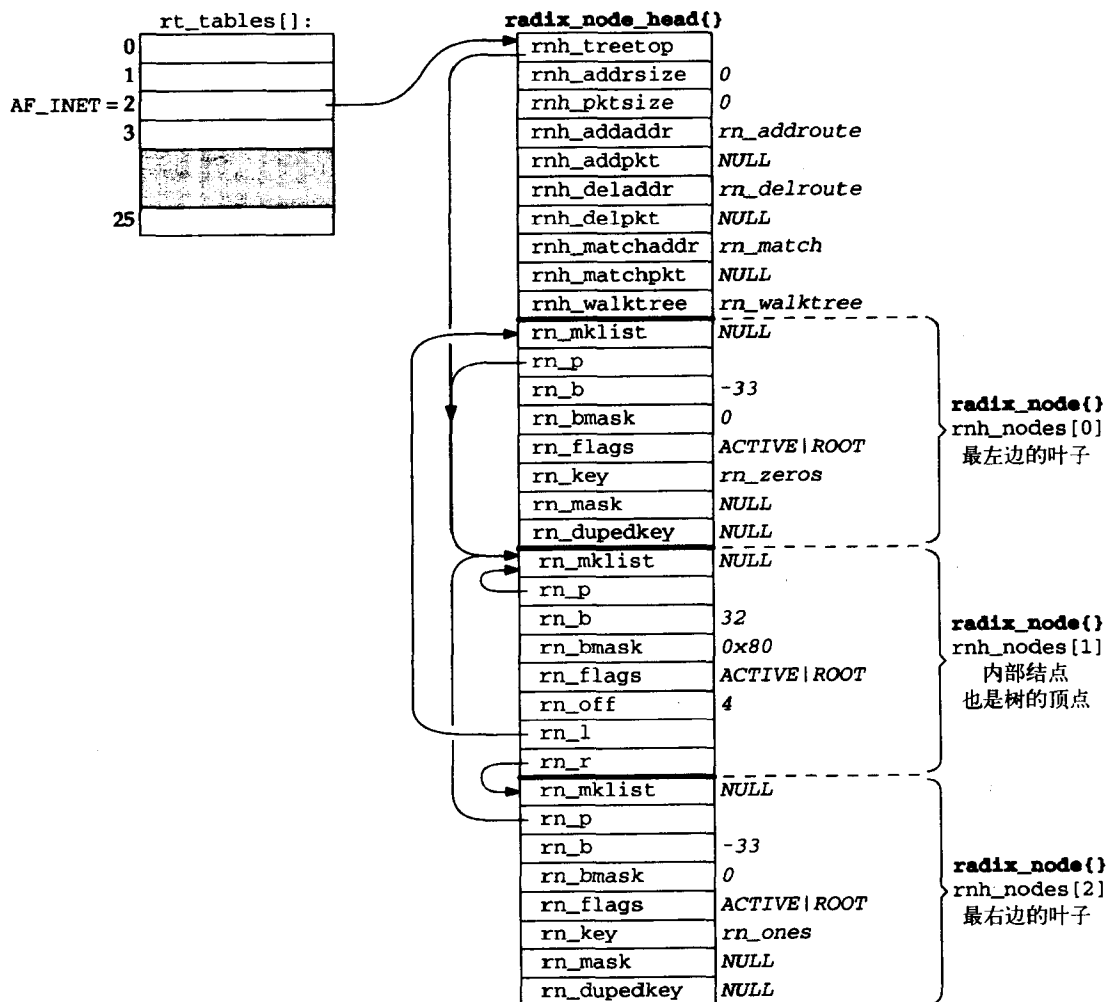 rt_tables[]:
0
1
AF_INET = 2
3
25
radix_node_head{}
rnh_treetop
rnh_addrsize 0
rnh_pktsize 0
rnh_addaddr rn_addroute
rnh_addpkt NULL
rnh_deladdr rn_delroute
rnh_delpkt NULL
rnh_matchaddr rn_match
rnh_matchpkt NULL
rnh_walktree rn_walktree
rn_mklist NULL
rn_p
rn_b -33
rn_bmask 0
rn_flags ACTIVE|ROOT
rn_key rn_zeros
rn_mask NULL
rn_dupedkey NULL
radix_node{}
rnh_nodes[0]
最左边的叶子
rn_mklist NULL
rn_p
rn_b 32
rn_bmask 0x80
rn_flags ACTIVE|ROOT
rn_off 4
rn_l
rn_r
radix_node{}
rnh_nodes[1]
内部结点
也是树的顶点
rn_mklist NULL
rn_p
rn_b -33
rn_bmask 0
rn_flags ACTIVE|ROOT
rn_key rn_ones
rn_mask NULL
rn_dupedkey NULL
radix_node{}
rnh_nodes[2]
最右边的叶子